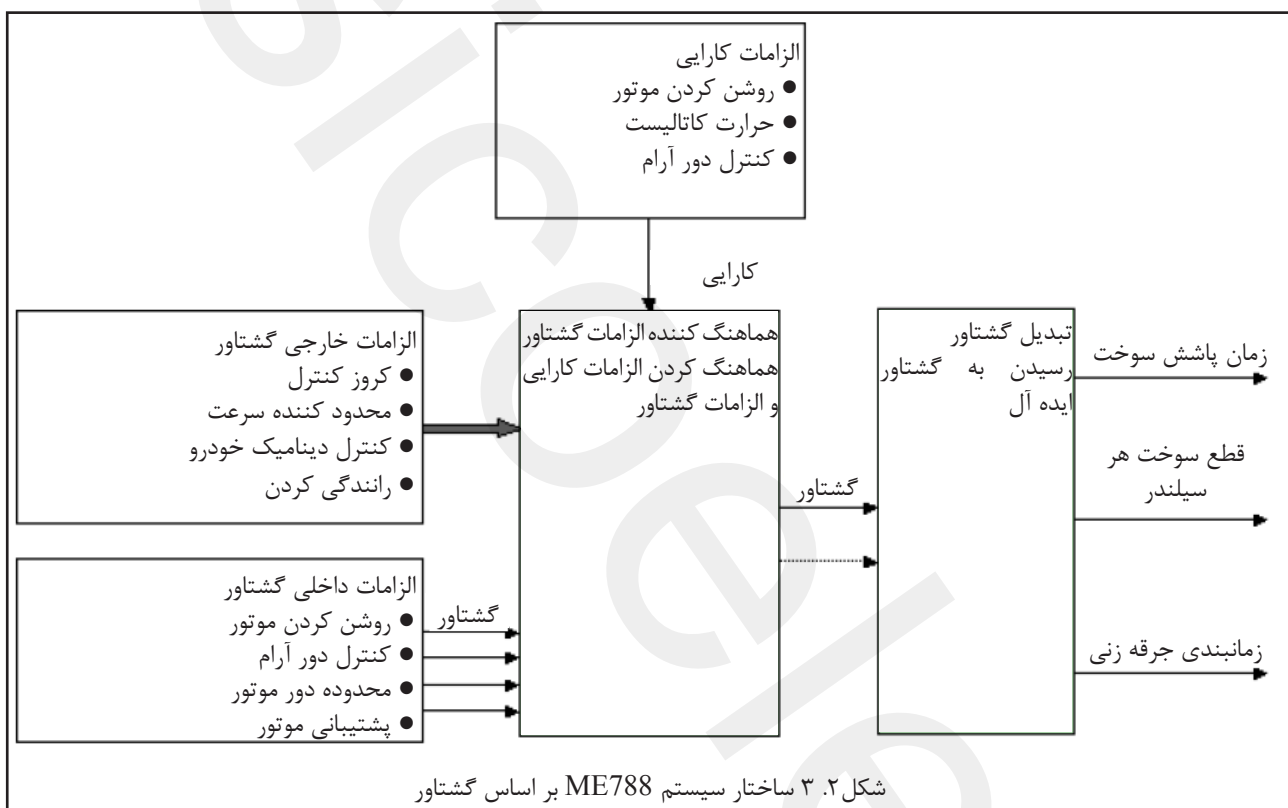 الزامات کارایی
● روشن کردن موتور
● حرارت کاتالیست
● کنترل دور آرام
کارایی
الزامات خارجی گشتاور
● کروز کنترل
● محدود کننده سرعت
● کنترل دینامیک خودرو
● رانندگی کردن
هماهنگ کننده الزامات گشتاور
هماهنگ کردن الزامات کارایی
و الزامات گشتاور
تبدیل گشتاور
رسیدن به گشتاور
ایده آل
زمان پاشش سوخت
قطع سوخت هر
سیلندر
گشتاور
الزامات داخلی گشتاور
● روشن کردن موتور
● کنترل دور آرام
● محدوده دور موتور
● پشتیبانی موتور
گشتاور
زمانبندی جرقه زنی
شکل۲. ۳ ساختار سیستم ME788 بر اساس گشتاور